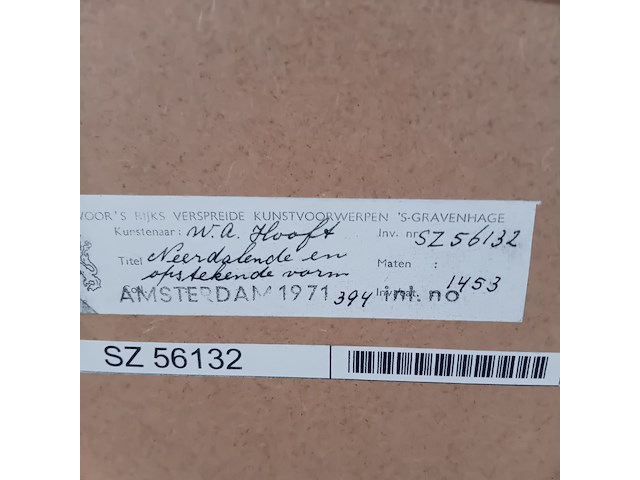 VOOR'S RIJKS VERSPREIDE KUNSTVOORWERPEN 'S-GRAVENHAGE
Kunstenaar: W. A. Hooft Inv. nr. SZ 56132
Titel Neerdalende en Maten :
opstekende vorm
AMSTERDAM 1971 394 int. no 1453
SZ 56132